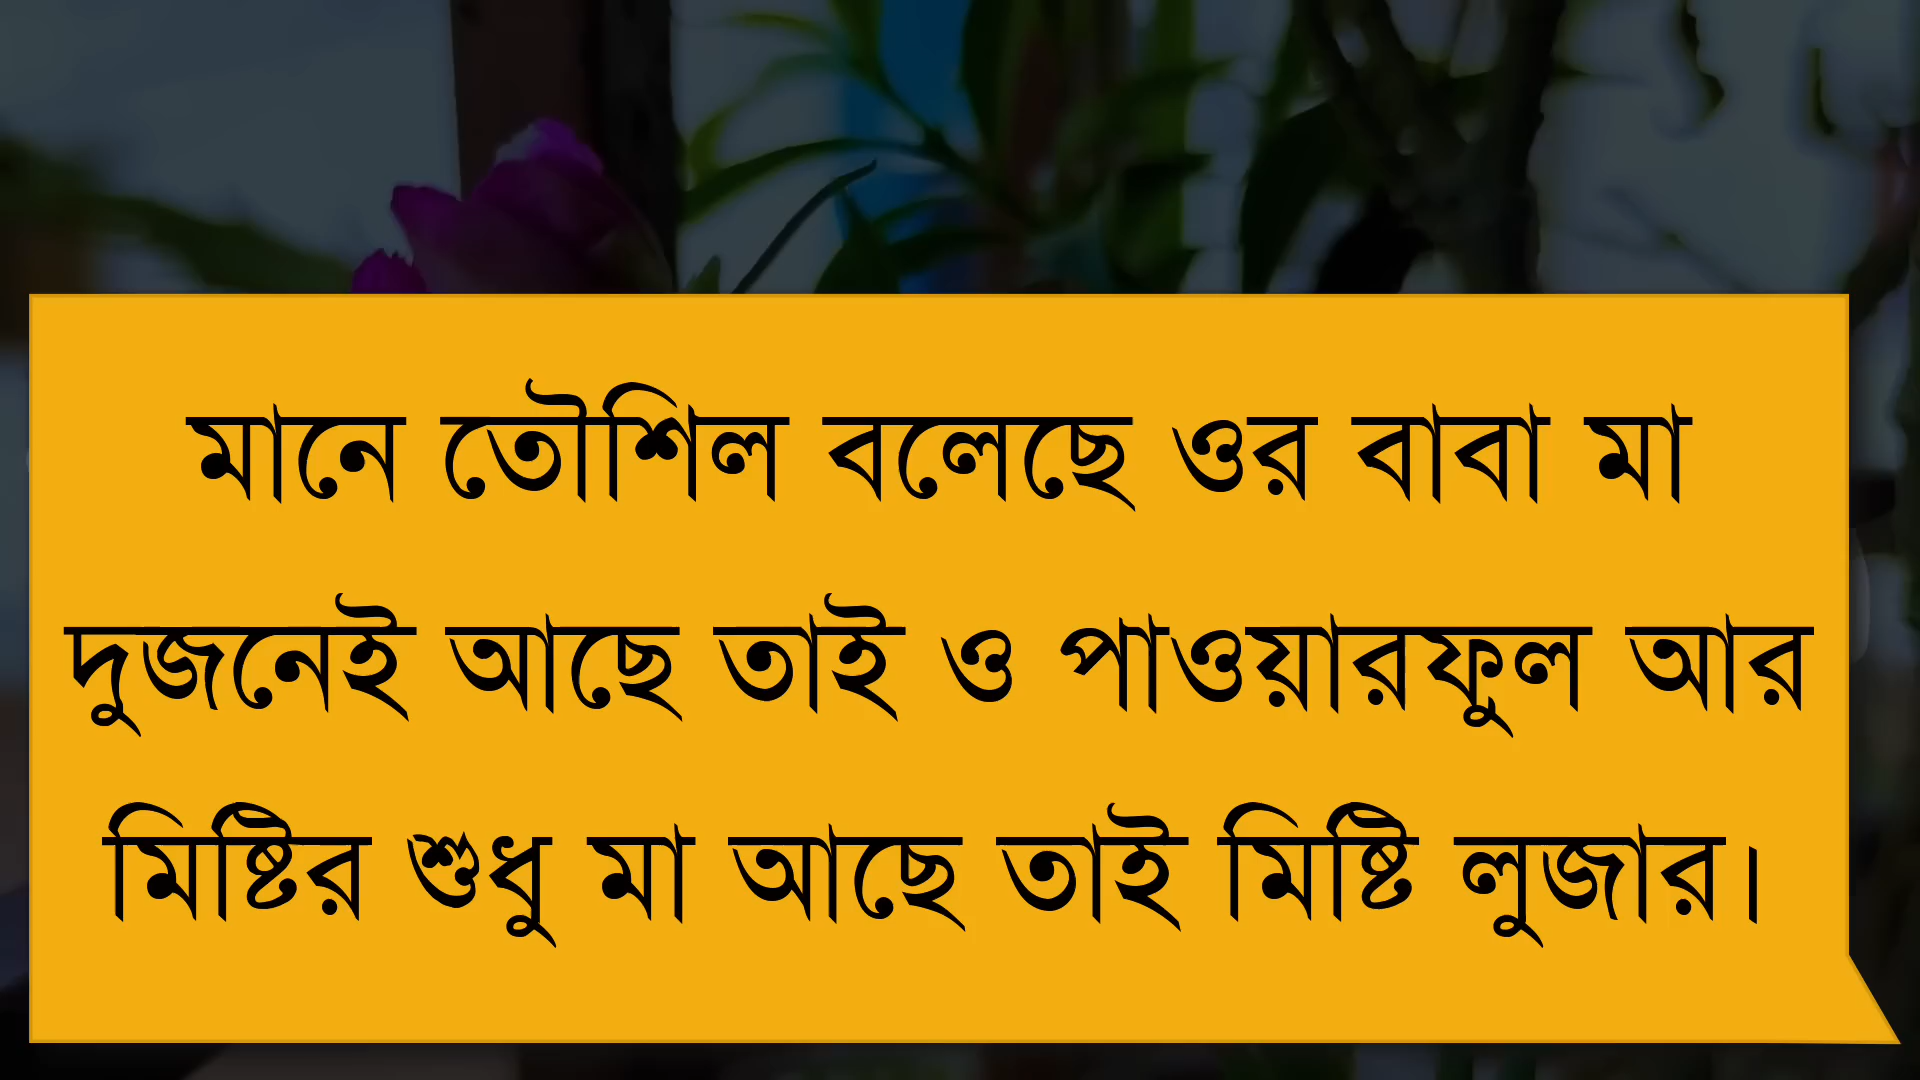 মানে তৌশিল বলেছে ওর বাবা মা
দুজনেই আছে তাই ও পাওয়ারফুল আর
মিষ্টির শুধু মা আছে তাই মিষ্টি লুজার।